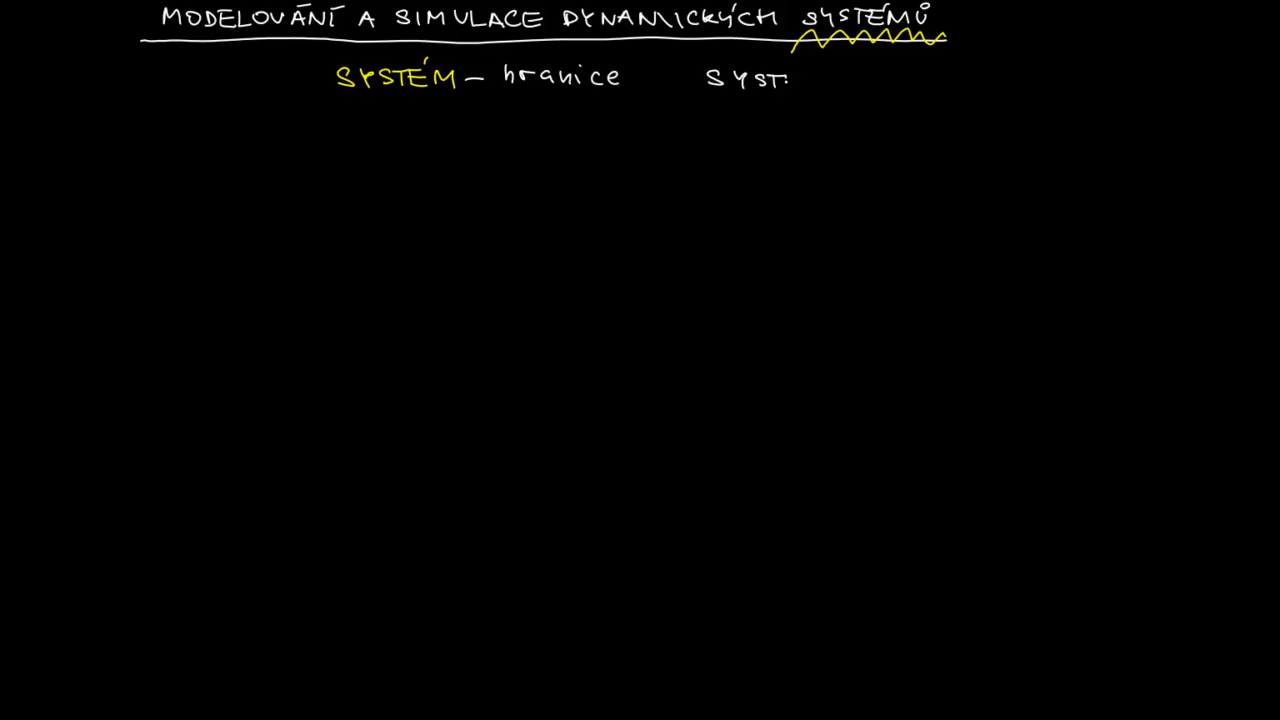 MODELOVÁNÍ A SIMULACE DYNAMICKÝCH SYSTÉMŮ
SYSTÉM – hranice SYST